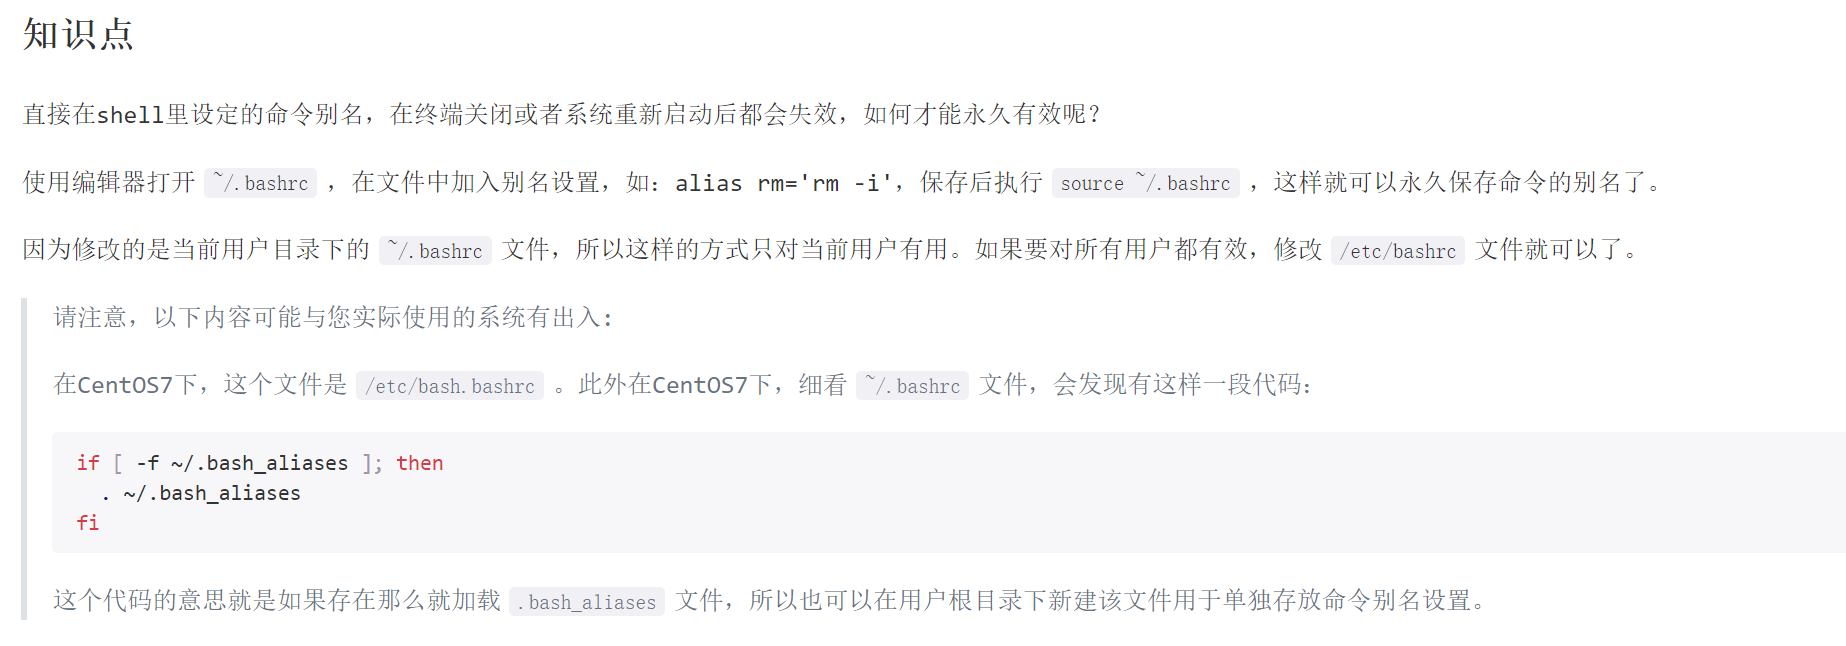 知识点
直接在shell里设定的命令别名，在终端关闭或者系统重新启动后都会失效，如何才能永久有效呢？
使用编辑器打开 ~/.bashrc ，在文件中加入别名设置，如：alias rm='rm -i'，保存后执行 source ~/.bashrc ，这样就可以永久保存命令的别名了。
因为修改的是当前用户目录下的 ~/.bashrc 文件，所以这样的方式只对当前用户有用。如果要对所有用户都有效，修改 /etc/bashrc 文件就可以了。
请注意，以下内容可能与您实际使用的系统有出入：
在CentOS7下，这个文件是 /etc/bash.bashrc 。此外在CentOS7下，细看 ~/.bashrc 文件，会发现有这样一段代码：
if [ -f ~/.bash_aliases ]; then
  . ~/.bash_aliases
fi
这个代码的意思就是如果存在那么就加载 .bash_aliases 文件，所以也可以在用户根目录下新建该文件用于单独存放命令别名设置。